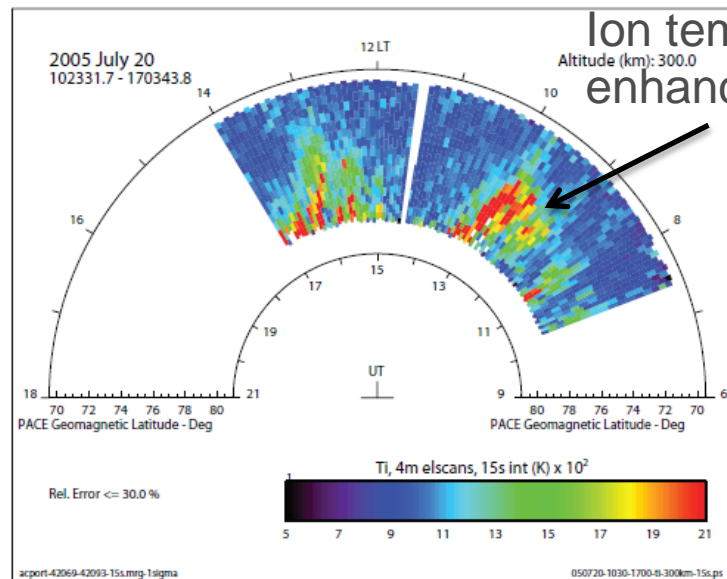 Ion tem
enhanc
2005 July 20
102331.7 - 170343.8
12 LT
Altitude (km): 300.0
14
10
16
8
15
17
13
19
11
UT
18
21
9
6
70 72 74 76 78 80
80 78 76 74 72 70
PACE Geomagnetic Latitude - Deg
PACE Geomagnetic Latitude - Deg
Ti, 4m elscans, 15s int (K) x 10²
Rel. Error <= 30.0 %
1
5 7 9 11 13 15 17 19 21
acport-42069-42093-15s.mrg-1sigma
050720-1030-1700-ti-300km-15s.ps